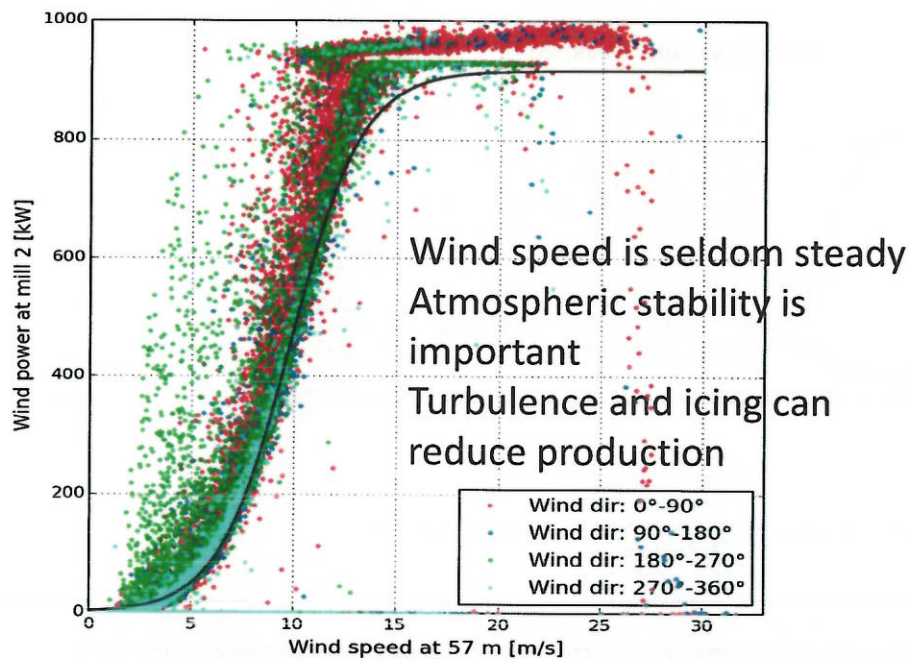 1000
800
600
400
200
0
Wind power at mill 2 [kW]
Wind speed is seldom steady
Atmospheric stability is
important
Turbulence and icing can
reduce production
Wind dir: 0°-90°
Wind dir: 90°-180°
Wind dir: 180°-270°
Wind dir: 270°-360°
0 5 10 15 20 25 30
Wind speed at 57 m [m/s]